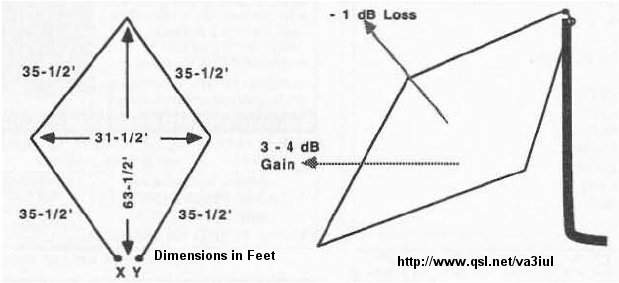 35-1/2'
35-1/2'
31-1/2'
63-1/2'
35-1/2'
35-1/2'
X Y
Dimensions in Feet
- 1 dB Loss
3 - 4 dB
Gain
http://www.qsl.net/va3iul